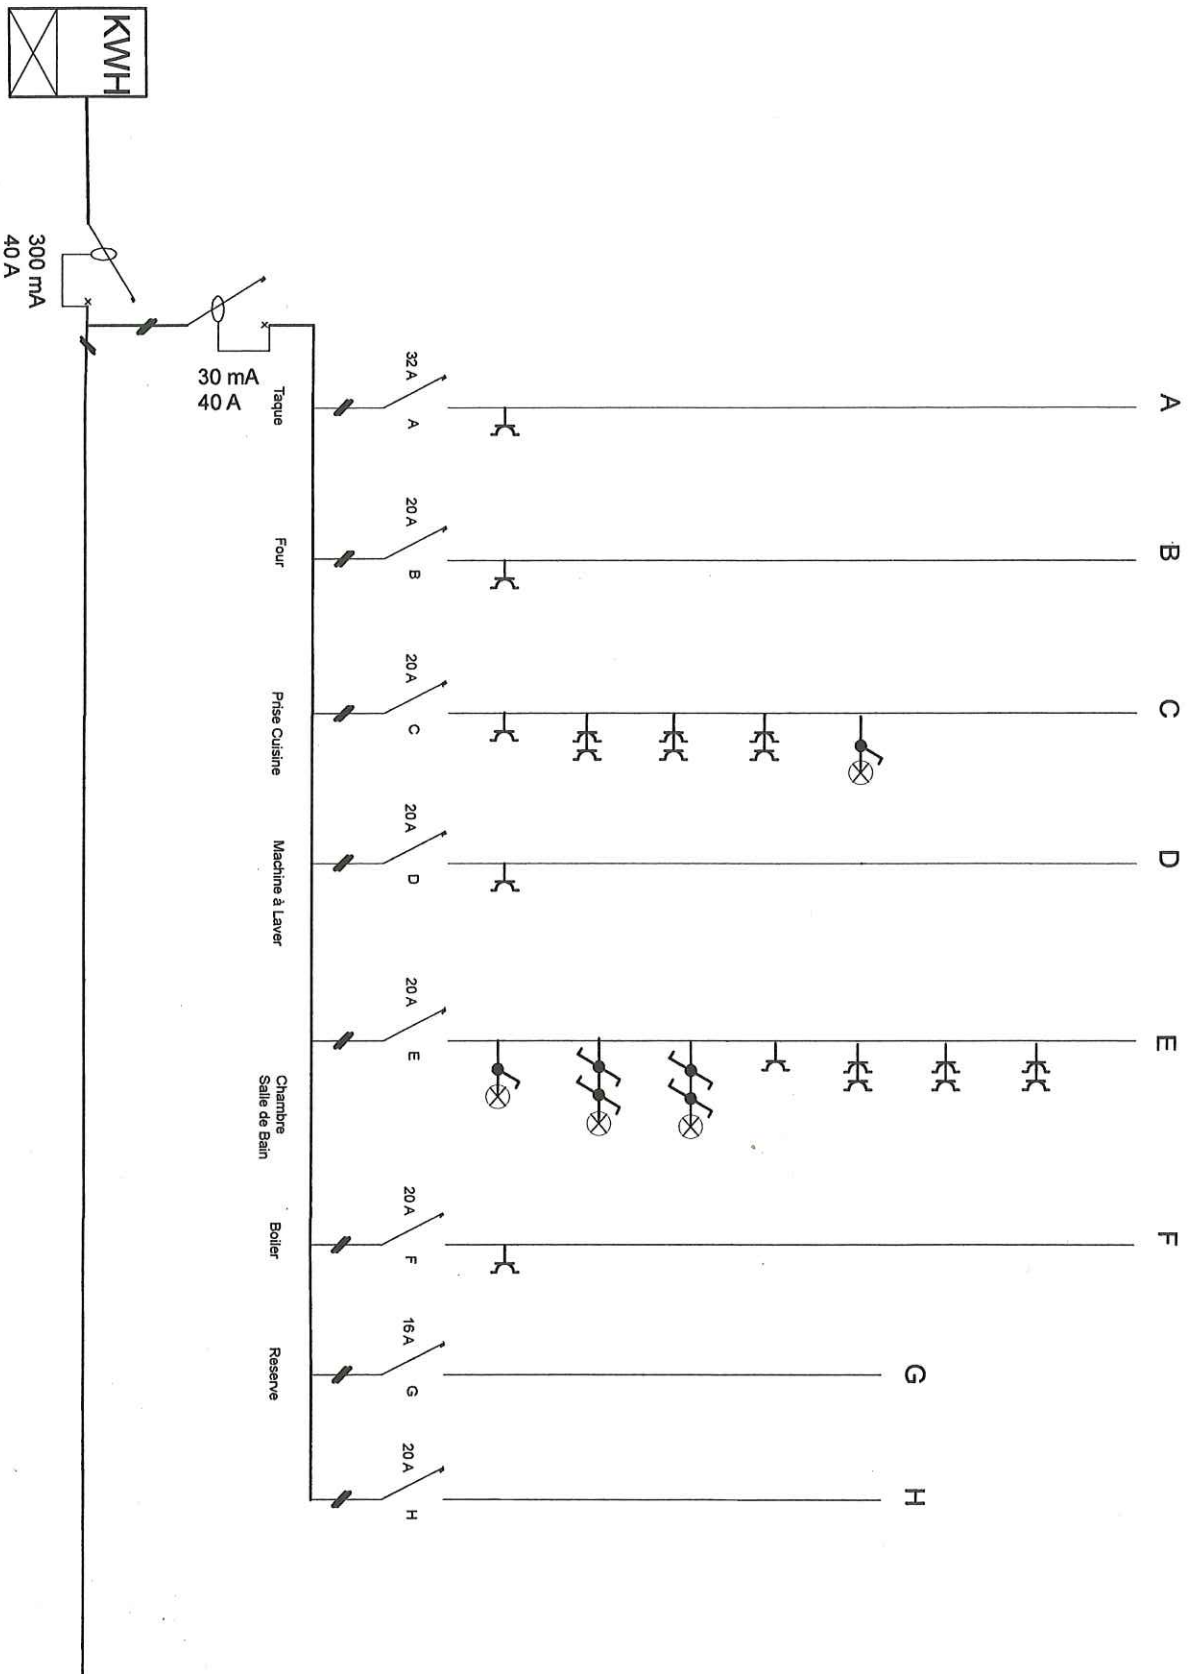 KWH
300 mA
40 A
30 mA
40 A
A
B
C
D
E
F
G
H
32 A
A
20 A
B
20 A
C
20 A
D
20 A
E
20 A
F
16 A
G
20 A
H
Taque
Four
Prise Cuisine
Machine à Laver
Chambre
Salle de Bain
Boiler
Reserve